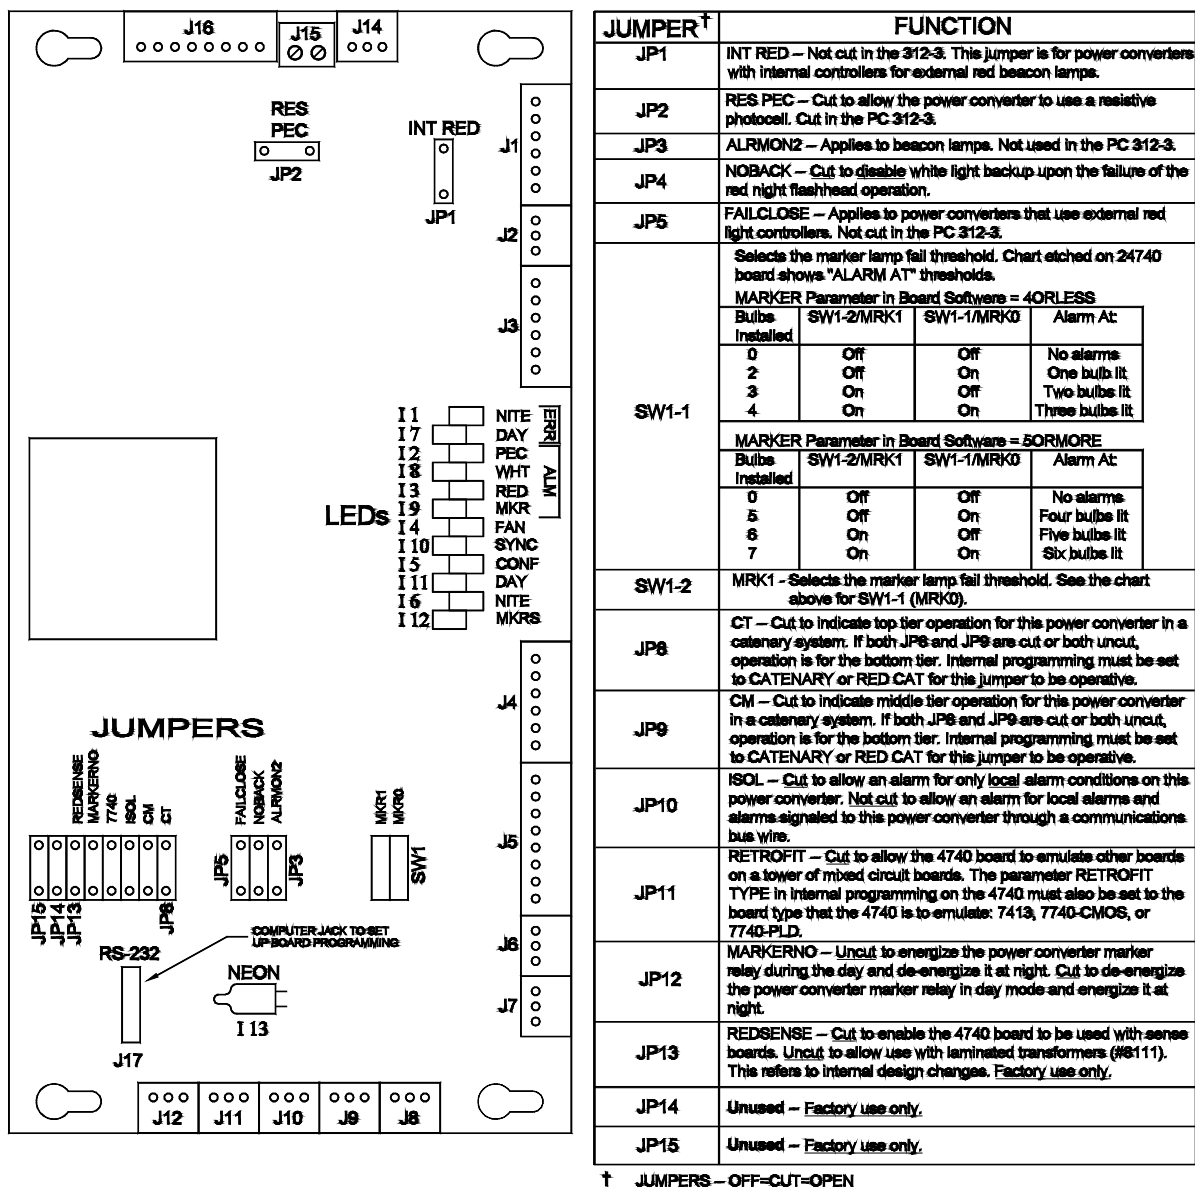 J16
J15
J14
RES
PEC
JP2
INT RED
JP1
J1
J2
J3
I 1 NITE
I 7 DAY
ERR
I 2 PEC
I 8 WHT
I 3 RED
I 9 MKR
ALM
LEDs
I 4 FAN
I 10 SYNC
I 5 CONF
I 11 DAY
I 6 NITE
I 12 MKRS
J4
JUMPERS
REDSENSE
MARKERNO
7740
ISOL
CM
CT
FAILCLOSE
NOBACK
ALRMON2
MKR1
MKR0
J5
JP5
JP3
SW1
JP15
JP14
JP13
JP8
COMPUTER JACK TO SET
UP BOARD PROGRAMMING
RS-232
NEON
I 13
J17
J6
J7
J12
J11
J10
J9
J8
JUMPER† FUNCTION
JP1
INT RED – Not cut in the 312-3. This jumper is for power converters
with internal controllers for external red beacon lamps.
JP2
RES PEC – Cut to allow the power converter to use a resistive
photocell. Cut in the PC 312-3.
JP3
ALRMON2 – Applies to beacon lamps. Not used in the PC 312-3.
JP4
NOBACK – Cut to disable white light backup upon the failure of the
red night flashhead operation.
JP5
FAILCLOSE – Applies to power converters that use external red
light controllers. Not cut in the PC 312-3.
SW1-1
Selects the marker lamp fail threshold. Chart etched on 24740
board shows "ALARM AT" thresholds.
MARKER Parameter in Board Software = 4ORLESS
Bulbs SW1-2/MRK1 SW1-1/MRK0 Alarm At:
Installed
0 Off Off No alarms
2 Off On One bulb lit
3 On Off Two bulbs lit
4 On On Three bulbs lit
MARKER Parameter in Board Software = 5ORMORE
Bulbs SW1-2/MRK1 SW1-1/MRK0 Alarm At:
Installed
0 Off Off No alarms
5 Off On Four bulbs lit
6 On Off Five bulbs lit
7 On On Six bulbs lit
SW1-2
MRK1 - Selects the marker lamp fail threshold. See the chart
above for SW1-1 (MRK0).
JP8
CT – Cut to indicate top tier operation for this power converter in a
catenary system. If both JP8 and JP9 are cut or both uncut,
operation is for the bottom tier. Internal programming must be set
to CATENARY or RED CAT for this jumper to be operative.
JP9
CM – Cut to indicate middle tier operation for this power converter
in a catenary system. If both JP8 and JP9 are cut or both uncut,
operation is for the bottom tier. Internal programming must be set
to CATENARY or RED CAT for this jumper to be operative.
JP10
ISOL – Cut to allow an alarm for only local alarm conditions on this
power converter. Not cut to allow an alarm for local alarms and
alarms signaled to this power converter through a communications
bus wire.
JP11
RETROFIT – Cut to allow the 4740 board to emulate other boards
on a tower of mixed circuit boards. The parameter RETROFIT
TYPE in internal programming on the 4740 must also be set to the
board type that the 4740 is to emulate: 7413, 7740-CMOS, or
7740-PLD.
JP12
MARKERNO – Uncut to energize the power converter marker
relay during the day and de-energize it at night. Cut to de-energize
the power converter marker relay in day mode and energize it at
night.
JP13
REDSENSE – Cut to enable the 4740 board to be used with sense
boards. Uncut to allow use with laminated transformers (#8111).
This refers to internal design changes. Factory use only.
JP14
Unused – Factory use only.
JP15
Unused – Factory use only.
† JUMPERS – OFF=CUT=OPEN